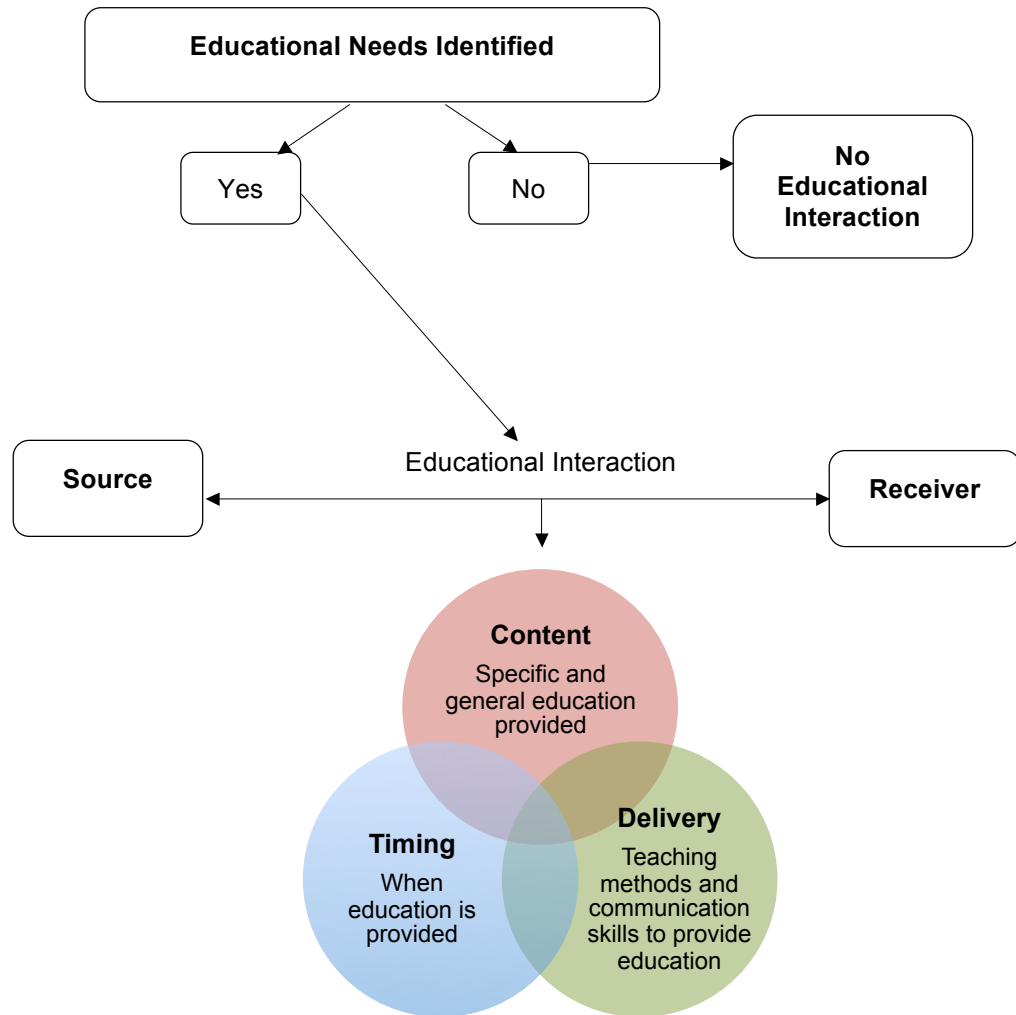 Educational Needs Identified
Yes
No
No
Educational
Interaction
Source
Educational Interaction
Receiver
Content
Specific and
general education
provided
Timing
When
education is
provided
Delivery
Teaching
methods and
communication
skills to provide
education